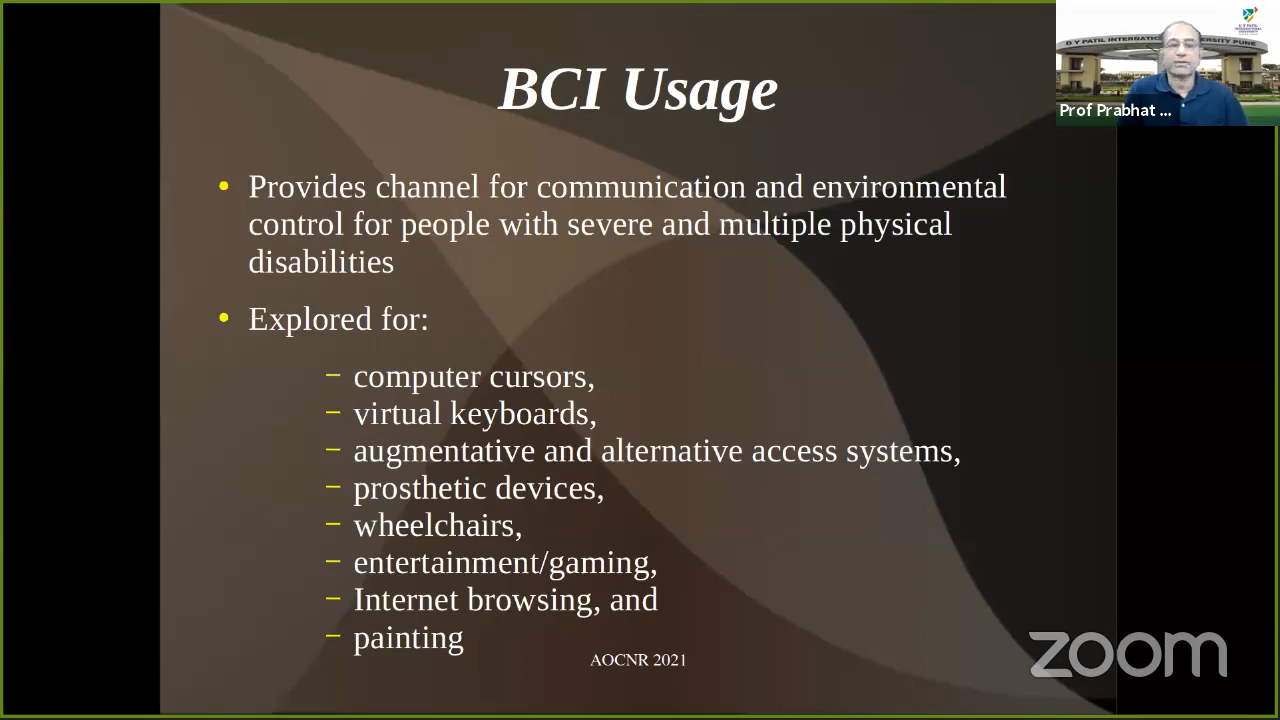 BCI Usage
• Provides channel for communication and environmental
control for people with severe and multiple physical
disabilities
• Explored for:
– computer cursors,
– virtual keyboards,
– augmentative and alternative access systems,
– prosthetic devices,
– wheelchairs,
– entertainment/gaming,
– Internet browsing, and
– painting
AOCNR 2021
D Y PATIL INTERNATIONAL
Prof Prabhat ...
zoom